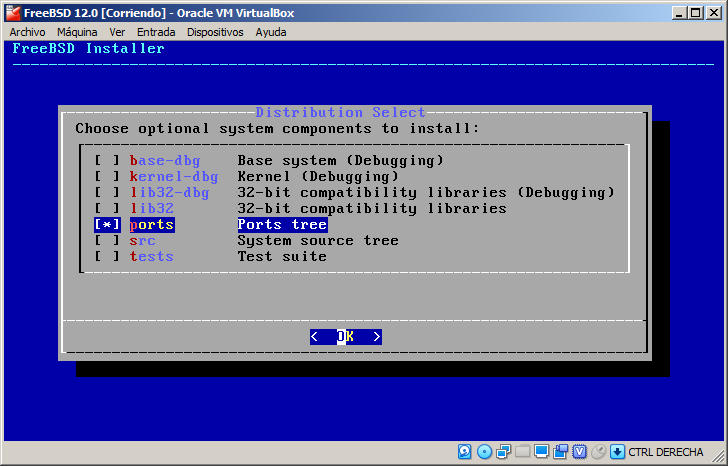 FreeBSD 12.0 [Corriendo] - Oracle VM VirtualBox
Archivo Máquina Ver Entrada Dispositivos Ayuda
FreeBSD Installer
Distribution Select
Choose optional system components to install:
[ ] base-dbg Base system (Debugging)
[ ] kernel-dbg Kernel (Debugging)
[ ] lib32-dbg 32-bit compatibility libraries (Debugging)
[ ] lib32 32-bit compatibility libraries
[*] ports Ports tree
[ ] src System source tree
[ ] tests Test suite
< OK >
CTRL DERECHA